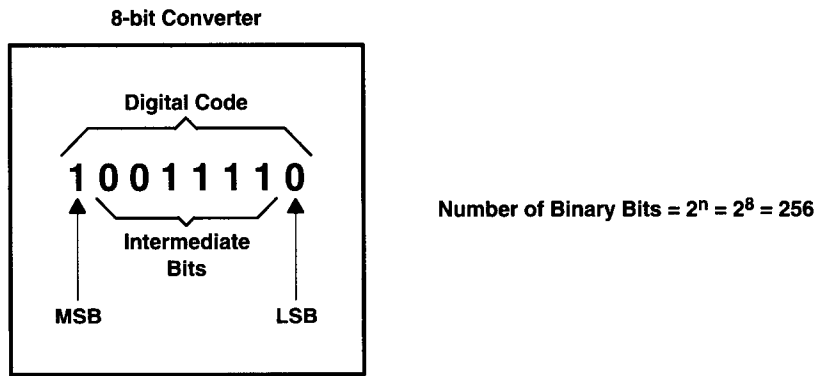 8-bit Converter
Digital Code
1 0 0 1 1 1 1 0
Intermediate
Bits
MSB
LSB
Number of Binary Bits = 2ⁿ = 2⁸ = 256